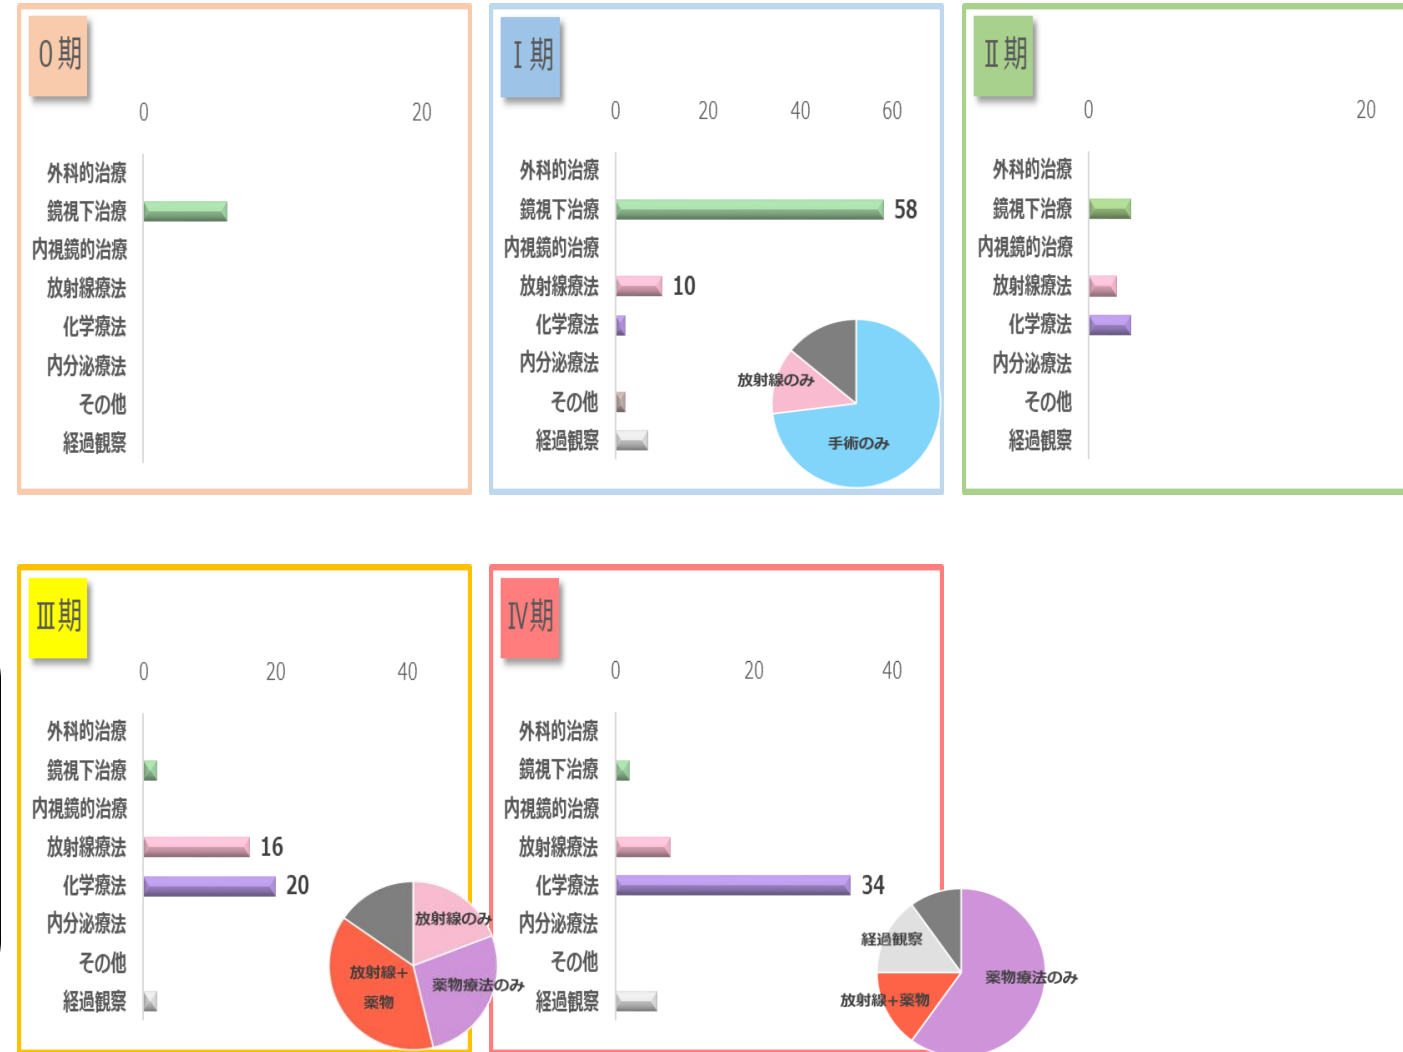 0期
0 20
外科的治療
鏡視下治療
内視鏡的治療
放射線療法
化学療法
内分泌療法
その他
経過観察
Ⅰ期
0 20 40 60
外科的治療
鏡視下治療 58
内視鏡的治療
放射線療法 10
化学療法
内分泌療法
その他
経過観察
放射線のみ
手術のみ
Ⅱ期
0 20
外科的治療
鏡視下治療
内視鏡的治療
放射線療法
化学療法
内分泌療法
その他
経過観察
Ⅲ期
0 20 40
外科的治療
鏡視下治療
内視鏡的治療
放射線療法 16
化学療法 20
内分泌療法
その他
経過観察
放射線のみ
放射線+
薬物
薬物療法のみ
Ⅳ期
0 20 40
外科的治療
鏡視下治療
内視鏡的治療
放射線療法
化学療法 34
内分泌療法
その他
経過観察
経過観察
薬物療法のみ
放射線+薬物